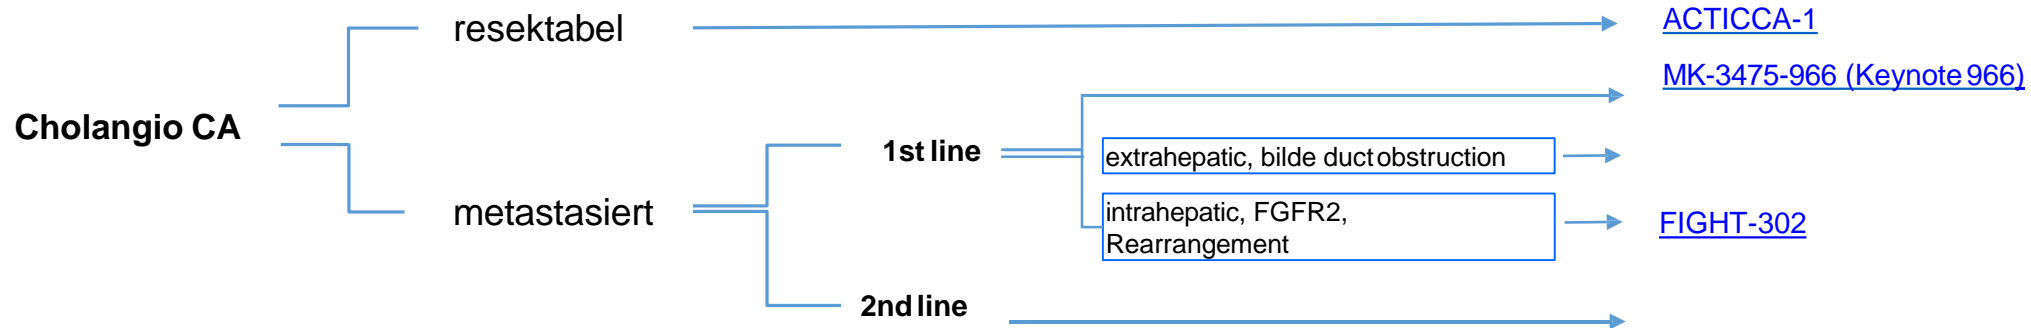 resektabel
ACTICCA-1
MK-3475-966 (Keynote 966)
Cholangio CA
1st line
extrahepatic, bilde duct obstruction
metastasiert
intrahepatic, FGFR2,
Rearrangement
FIGHT-302
2nd line